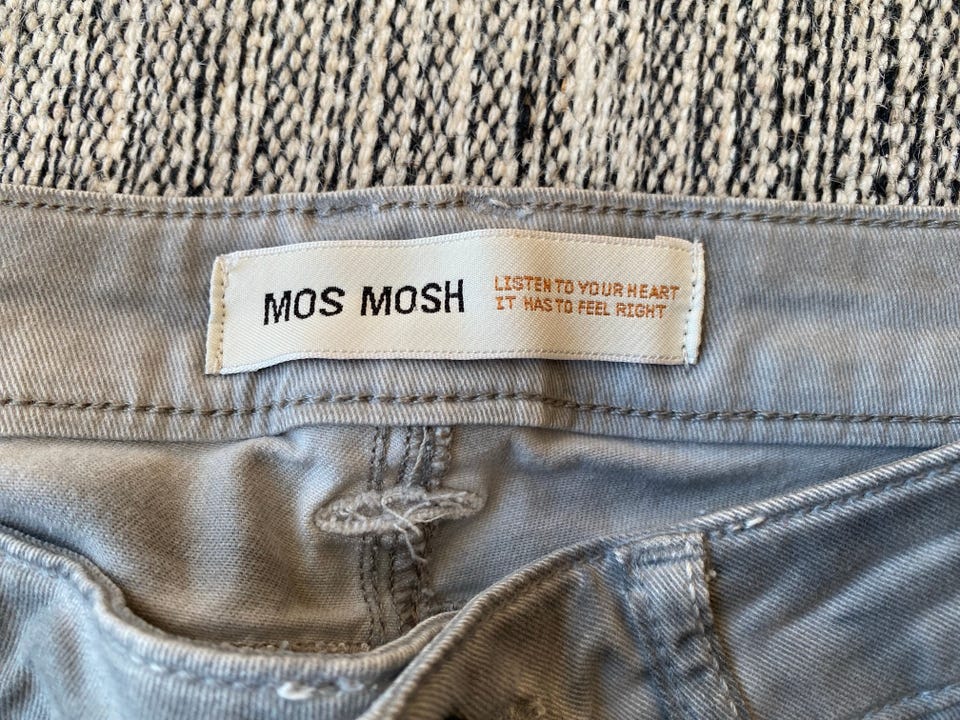 MOS MOSH
LISTEN TO YOUR HEART
IT HAS TO FEEL RIGHT